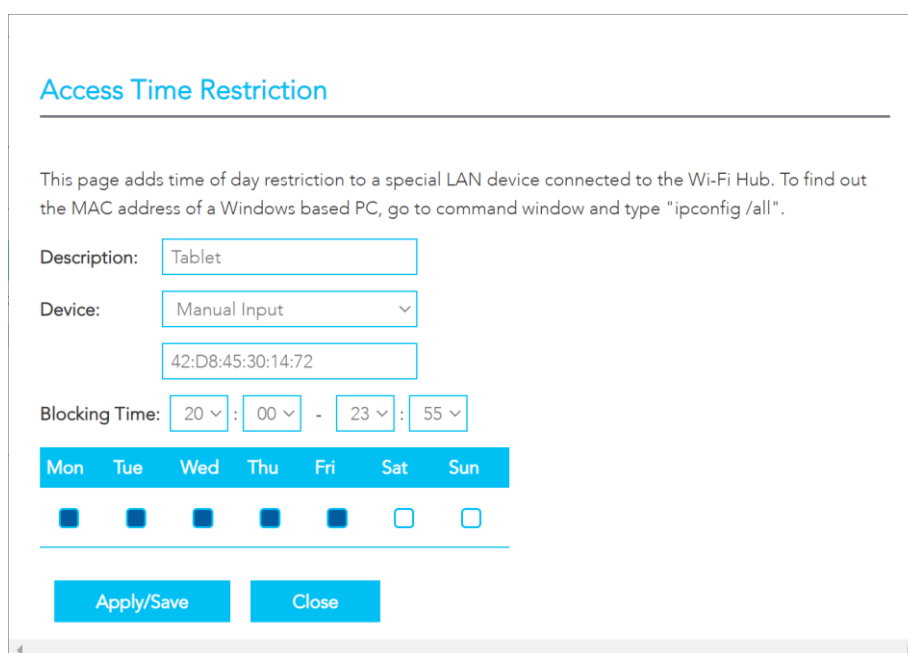 Access Time Restriction
This page adds time of day restriction to a special LAN device connected to the Wi-Fi Hub. To find out
the MAC address of a Windows based PC, go to command window and type "ipconfig /all".
Description: Tablet
Device: Manual Input
42:D8:45:30:14:72
Blocking Time: 20 : 00 - 23 : 55
Mon Tue Wed Thu Fri Sat Sun
Apply/Save Close